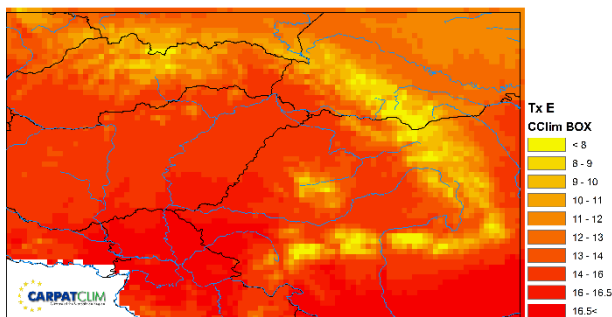 Tx E
CClim BOX
< 8
8 - 9
9 - 10
10 - 11
11 - 12
12 - 13
13 - 14
14 - 16
16 - 16.5
16.5<
CARPATCLIM